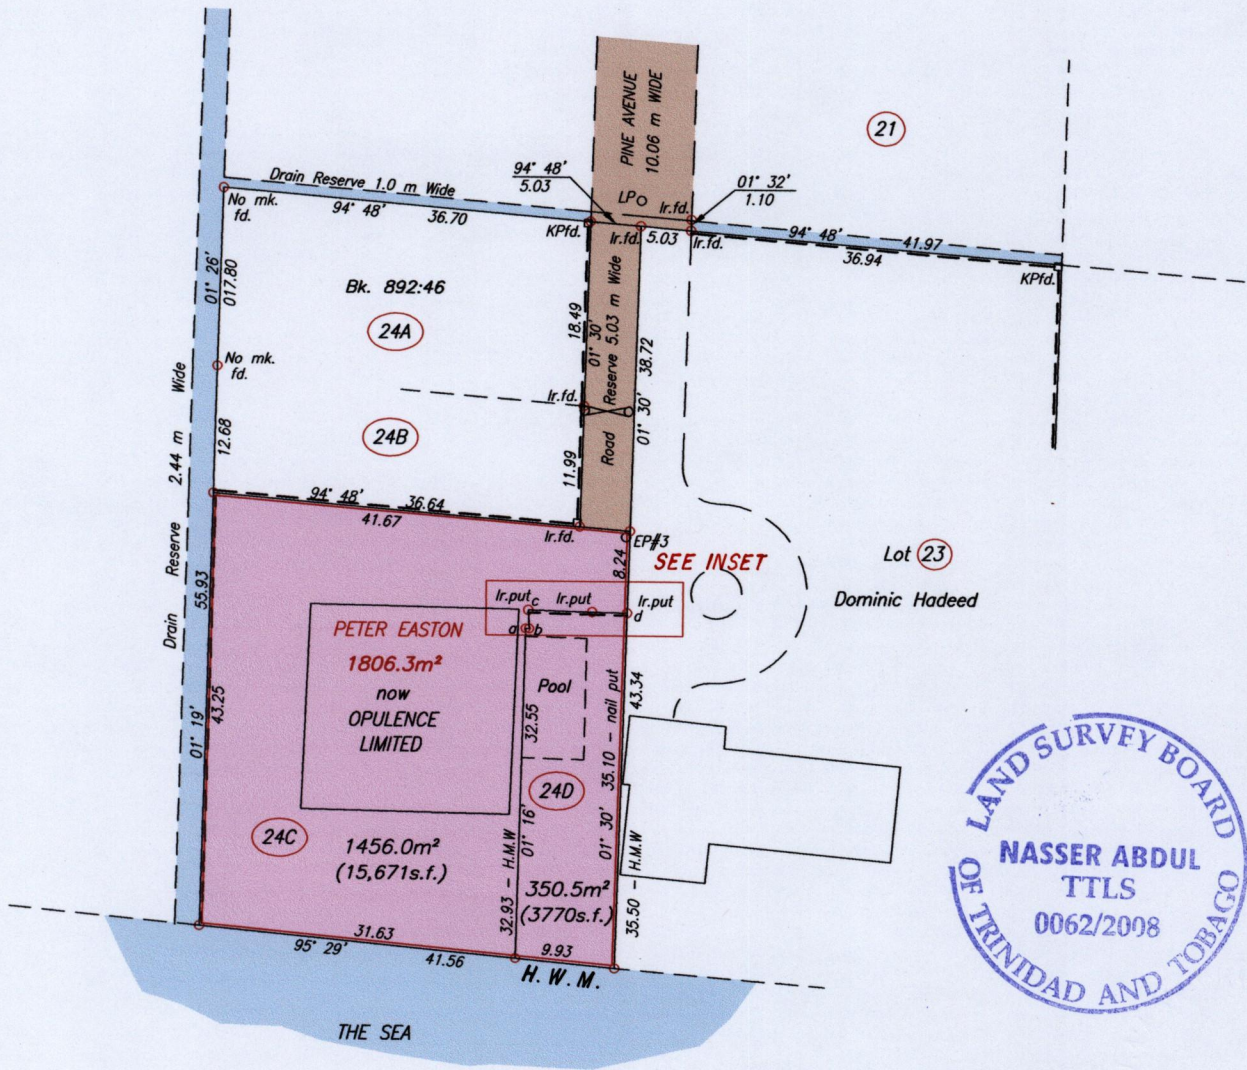 PINE AVENUE
10.06 m WIDE
21
94° 48'
5.03
01° 32'
1.10
LP
Ir.fd.
Drain Reserve 1.0 m Wide
94° 48' 36.70
No mk.
fd.
KPfd.
Ir.fd.
5.03
Ir.fd.
94° 48' 41.97
36.94
KPfd.
01° 26'
017.80
Bk. 892:46
24A
18.49
01° 30'
Road Reserve 5.03 m Wide
38.72
01° 30'
No mk.
fd.
Ir.fd.
24B
12.68
11.99
Drain Reserve 2.44 m Wide
94° 48' 36.64
41.67
Ir.fd.
EP#3
8.24
SEE INSET
Lot 23
Dominic Hadeed
55.93
01° 19'
43.25
Ir.put
c
Ir.put
Ir.put
d
a
b
PETER EASTON
1806.3m²
now
OPULENCE
LIMITED
Pool
32.55
43.34
35.10 - nail put
24D
01° 16'
01° 30'
24C
1456.0m²
(15,671s.f.)
32.93 - H.M.W
350.5m²
(3770s.f.)
35.50 - H.M.W
31.63
95° 29' 41.56
9.93
H.W.M.
THE SEA
LAND SURVEY BOARD
NASSER ABDUL
TTLS
0062/2008
OF TRINIDAD AND TOBAGO